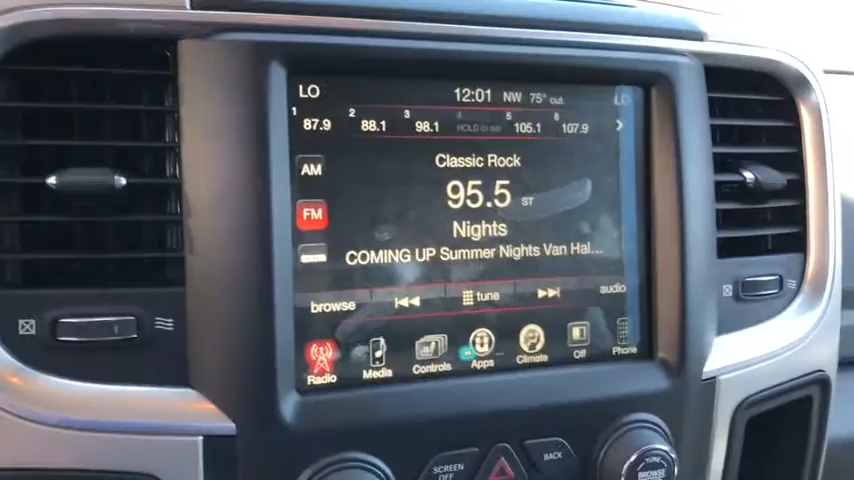 LO 12:01 NW 75° out LO
1 87.9 2 88.1 3 98.1 4 HOLD to set 5 105.1 6 107.9
AM
Classic Rock
FM
95.5 ST
Nights
COMING UP Summer Nights Van Hal...
browse tune audio
Radio Media Controls Apps Climate Off Phone
SCREEN OFF
BACK
TUNE
BROWSE